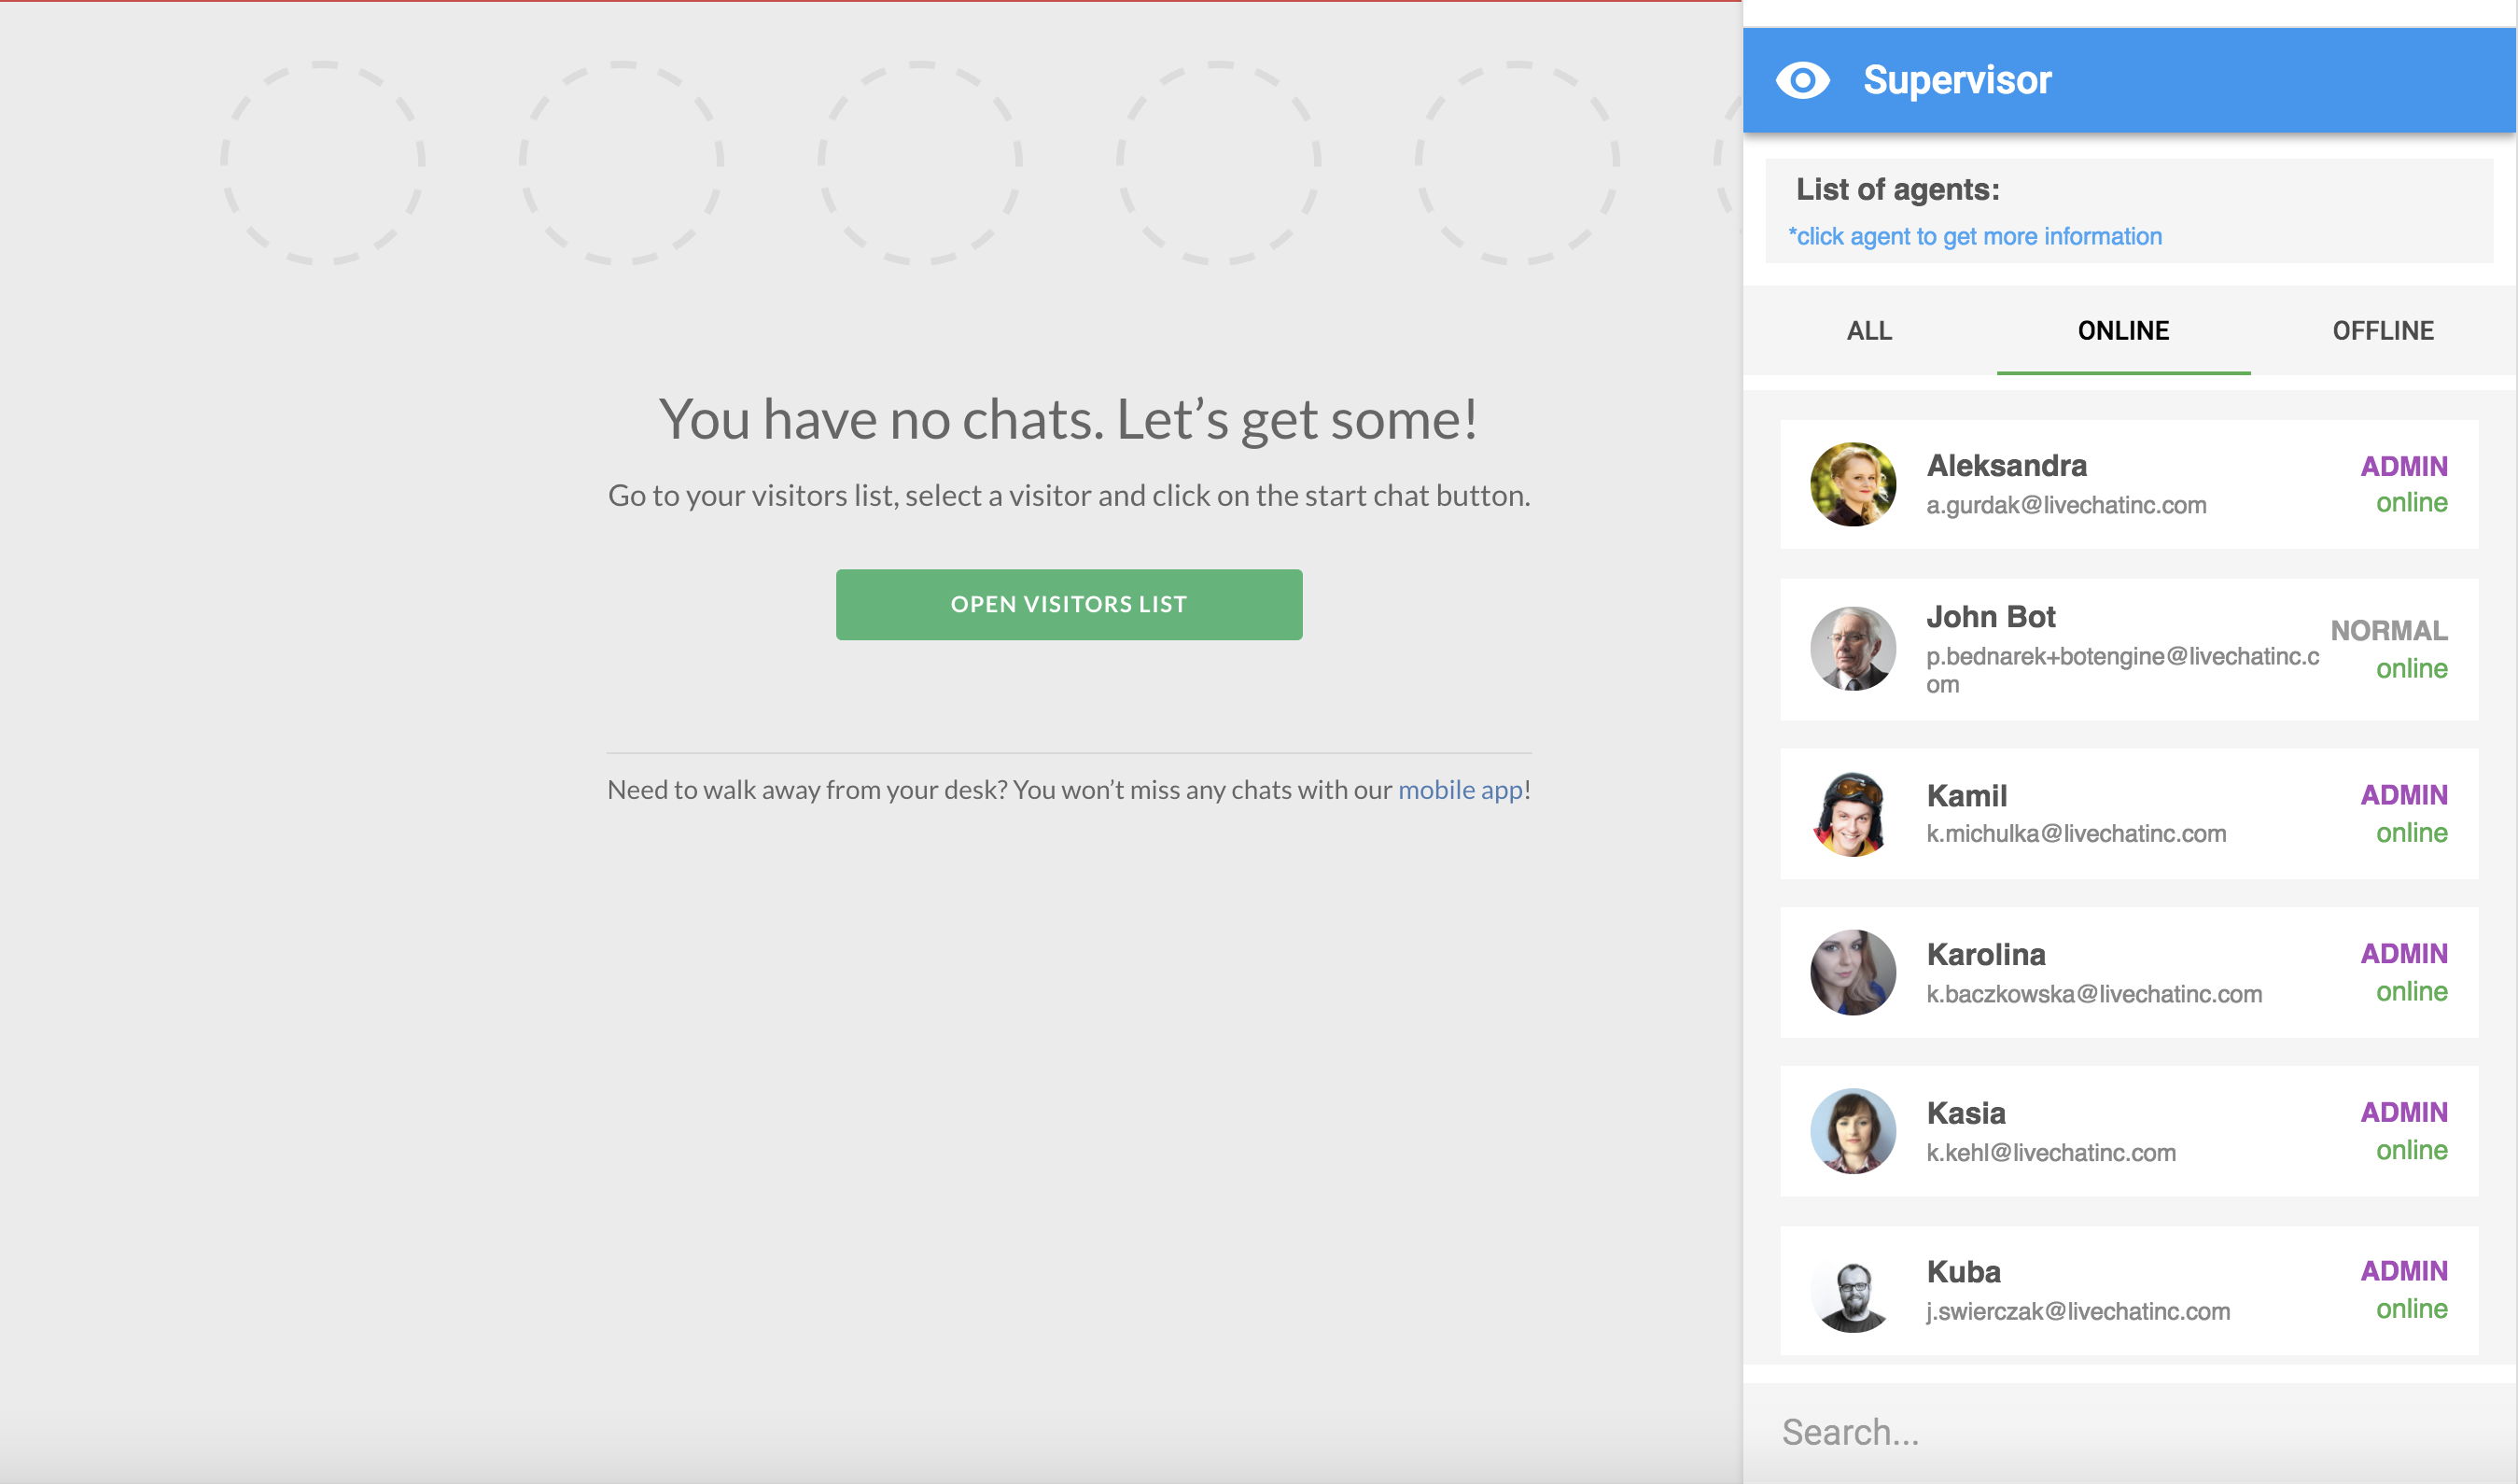 You have no chats. Let’s get some!
Go to your visitors list, select a visitor and click on the start chat button.
OPEN VISITORS LIST
Need to walk away from your desk? You won’t miss any chats with our mobile app!
Supervisor
List of agents:
*click agent to get more information
ALL ONLINE OFFLINE
Aleksandra ADMIN
a.gurdak@livechatinc.com online
John Bot NORMAL
p.bednarek+botengine@livechatinc.c online
om
Kamil ADMIN
k.michulka@livechatinc.com online
Karolina ADMIN
k.baczkowska@livechatinc.com online
Kasia ADMIN
k.kehl@livechatinc.com online
Kuba ADMIN
j.swierczak@livechatinc.com online
Search...